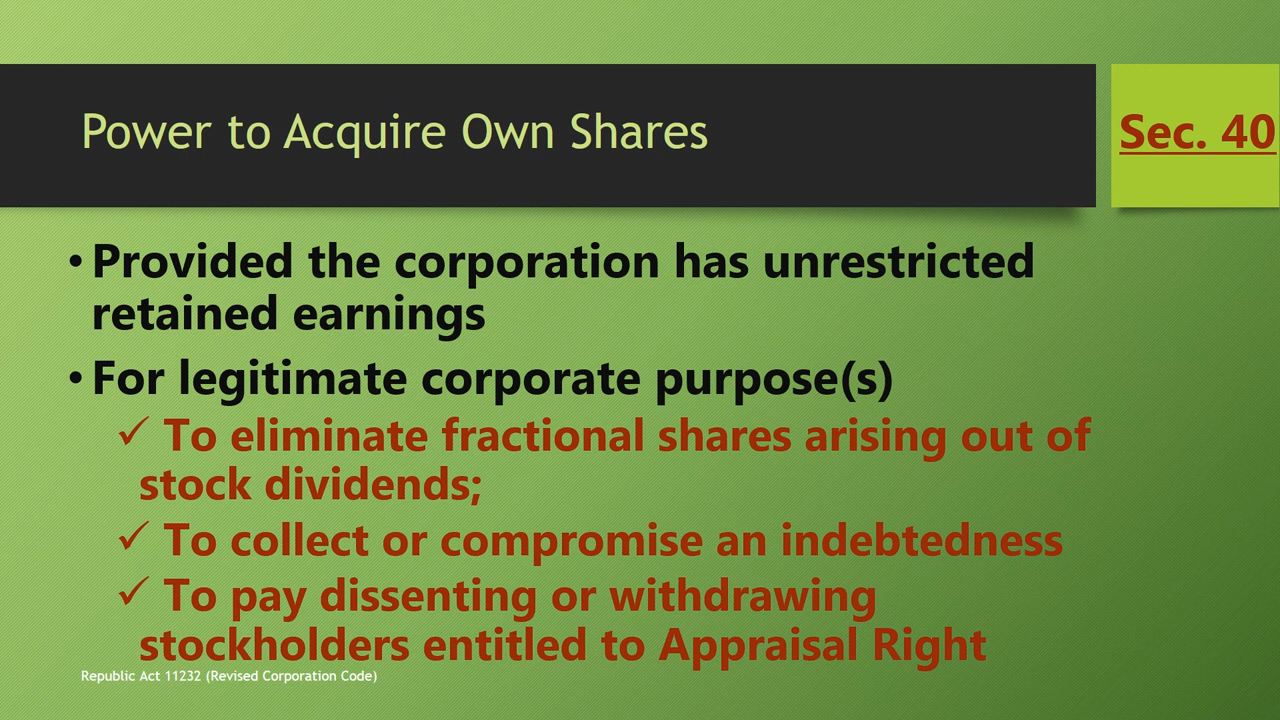 Power to Acquire Own Shares
Sec. 40
• Provided the corporation has unrestricted
retained earnings
• For legitimate corporate purpose(s)
✓ To eliminate fractional shares arising out of
stock dividends;
✓ To collect or compromise an indebtedness
✓ To pay dissenting or withdrawing
stockholders entitled to Appraisal Right
Republic Act 11232 (Revised Corporation Code)